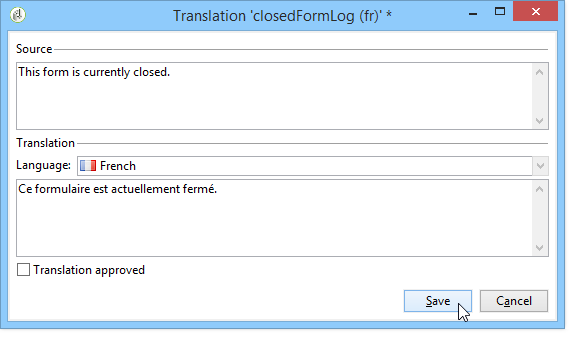 Translation 'closedFormLog (fr)' *
Source
This form is currently closed.
Translation
Language: French
Ce formulaire est actuellement fermé.
Translation approved
Save Cancel